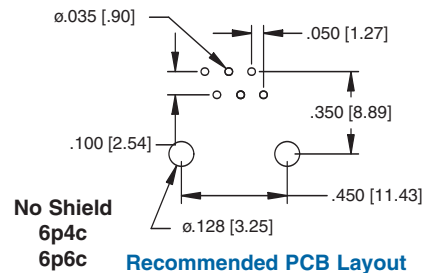 ø.035 [.90]
.050 [1.27]
.350 [8.89]
.100 [2.54]
.450 [11.43]
No Shield
6p4c
6p6c
ø.128 [3.25]
Recommended PCB Layout